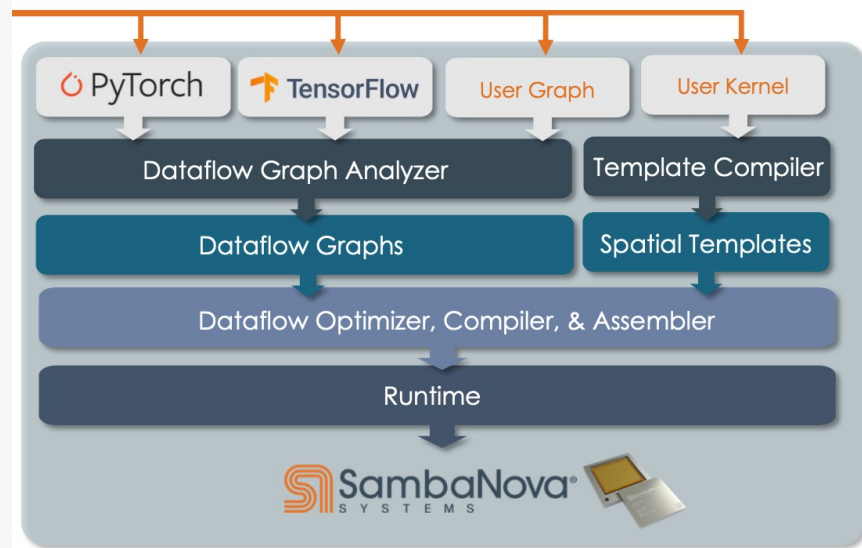 PyTorch
TensorFlow
User Graph
User Kernel
Dataflow Graph Analyzer
Template Compiler
Dataflow Graphs
Spatial Templates
Dataflow Optimizer, Compiler, & Assembler
Runtime
SambaNova®
SYSTEMS